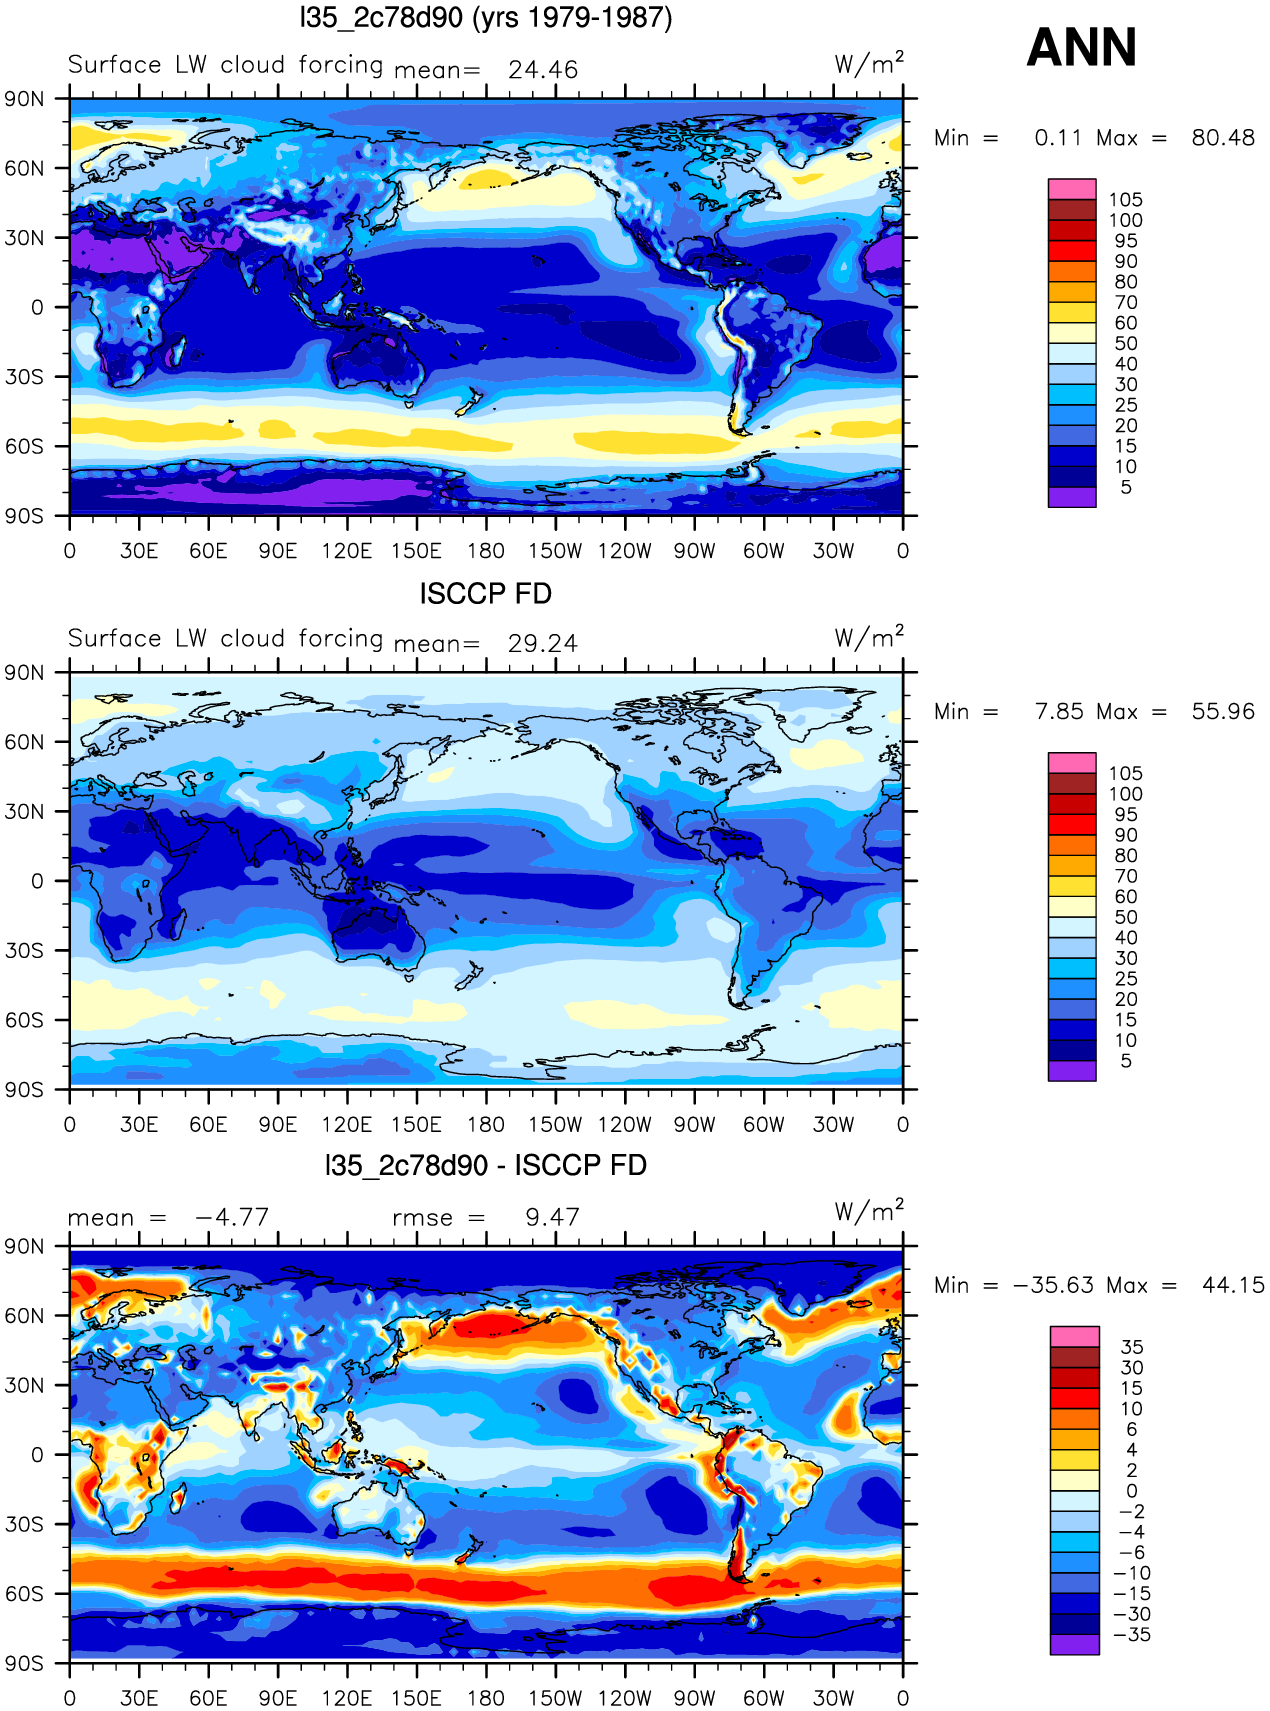 l35_2c78d90 (yrs 1979-1987)
ANN
Surface LW cloud forcing mean= 24.46 W/m²
Min = 0.11 Max = 80.48
90N
60N
30N
0
30S
60S
90S
0 30E 60E 90E 120E 150E 180 150W 120W 90W 60W 30W 0
105
100
95
90
80
70
60
50
40
30
25
20
15
10
5
ISCCP FD
Surface LW cloud forcing mean= 29.24 W/m²
Min = 7.85 Max = 55.96
90N
60N
30N
0
30S
60S
90S
0 30E 60E 90E 120E 150E 180 150W 120W 90W 60W 30W 0
105
100
95
90
80
70
60
50
40
30
25
20
15
10
5
l35_2c78d90 - ISCCP FD
mean = −4.77 rmse = 9.47 W/m²
Min = −35.63 Max = 44.15
90N
60N
30N
0
30S
60S
90S
0 30E 60E 90E 120E 150E 180 150W 120W 90W 60W 30W 0
35
30
15
10
6
4
2
0
−2
−4
−6
−10
−15
−30
−35